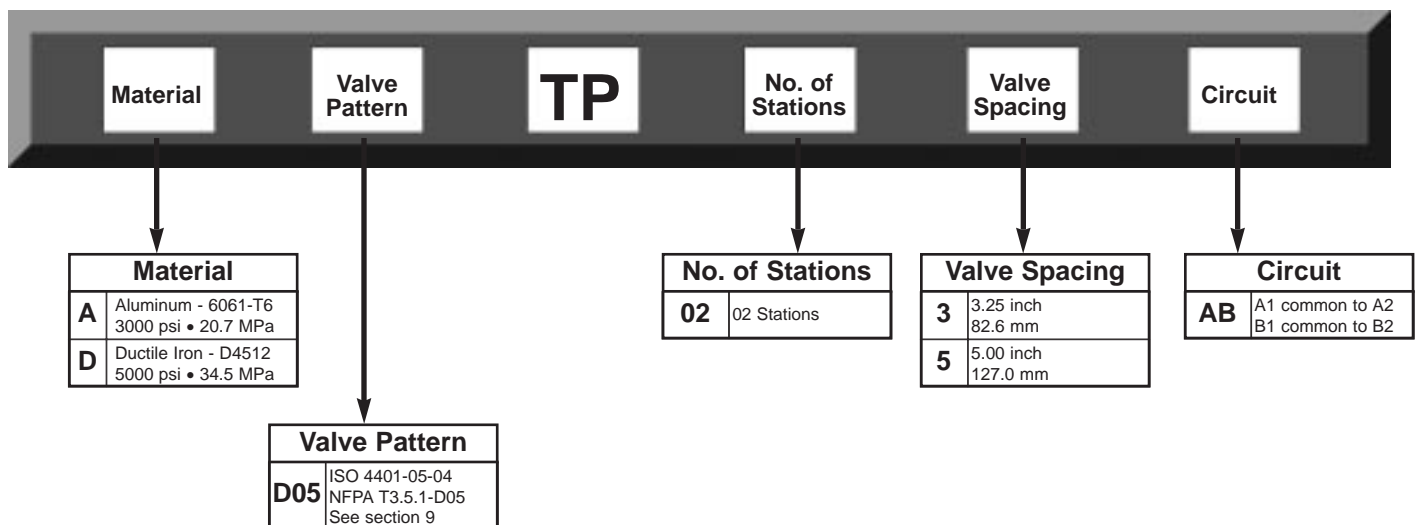 Material
Valve
Pattern
TP
No. of
Stations
Valve
Spacing
Circuit
Material
A Aluminum - 6061-T6
3000 psi • 20.7 MPa
D Ductile Iron - D4512
5000 psi • 34.5 MPa
Valve Pattern
D05 ISO 4401-05-04
NFPA T3.5.1-D05
See section 9
No. of Stations
02 02 Stations
Valve Spacing
3 3.25 inch
82.6 mm
5 5.00 inch
127.0 mm
Circuit
AB A1 common to A2
B1 common to B2